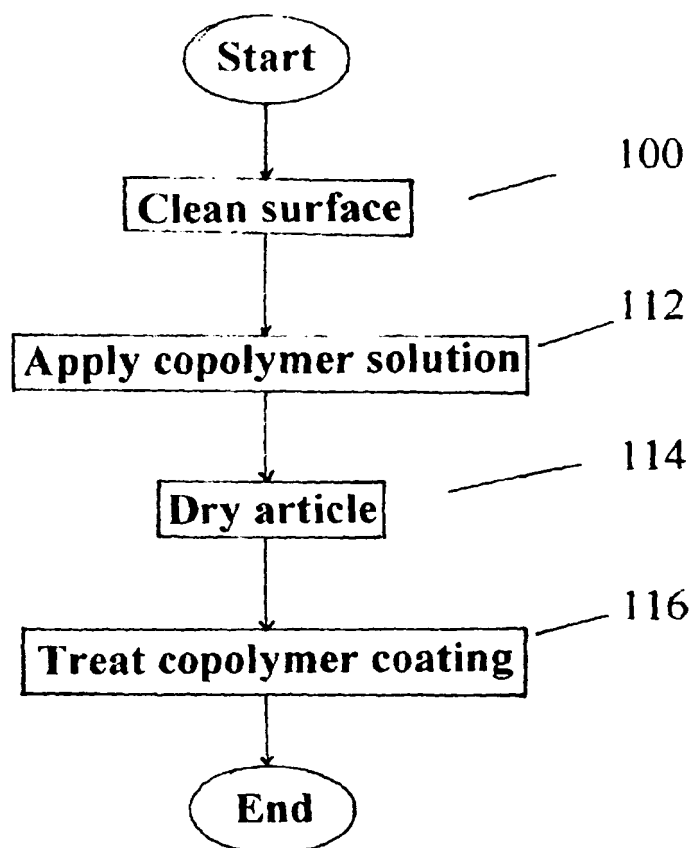 Start
100
Clean surface
112
Apply copolymer solution
114
Dry article
116
Treat copolymer coating
End